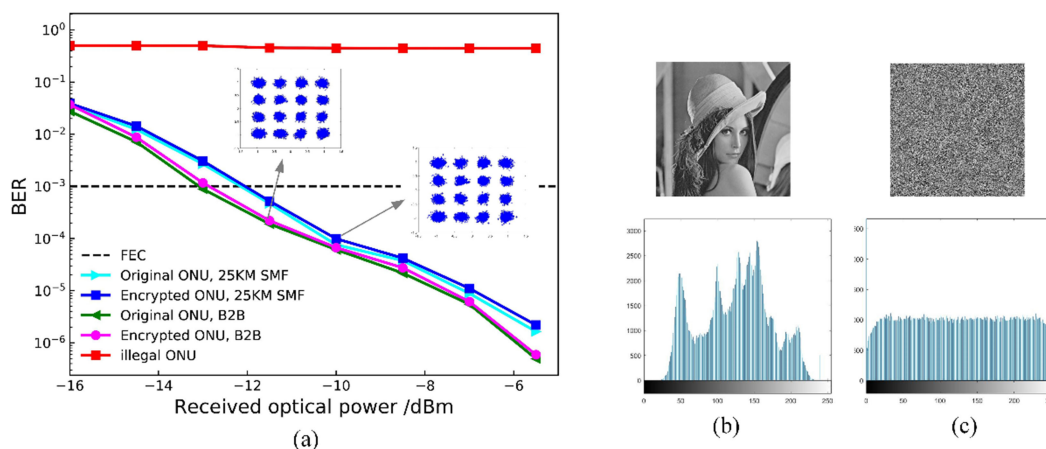 10⁰
10⁻¹
10⁻²
10⁻³
10⁻⁴
10⁻⁵
10⁻⁶
BER
FEC
Original ONU, 25KM SMF
Encrypted ONU, 25KM SMF
Original ONU, B2B
Encrypted ONU, B2B
illegal ONU
−16 −14 −12 −10 −8 −6
Received optical power /dBm
(a)
3000
2500
2000
1500
1000
500
0
0 50 100 150 200 250
(b)
0
0 50 100 150 200
(c)